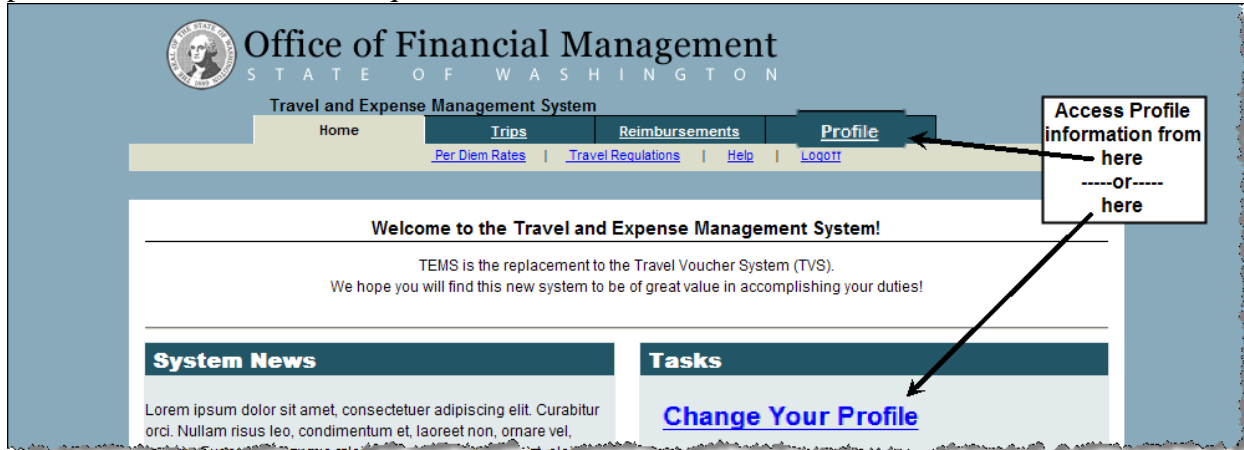 Office of Financial Management
STATE OF WASHINGTON
Travel and Expense Management System
Home Trips Reimbursements Profile
Per Diem Rates | Travel Regulations | Help | Logoff
Access Profile
information from
here
-----or-----
here
Welcome to the Travel and Expense Management System!
TEMS is the replacement to the Travel Voucher System (TVS).
We hope you will find this new system to be of great value in accomplishing your duties!
System News
Lorem ipsum dolor sit amet, consectetuer adipiscing elit. Curabitur
orci. Nullam risus leo, condimentum et, laoreet non, ornare vel,
Tasks
Change Your Profile